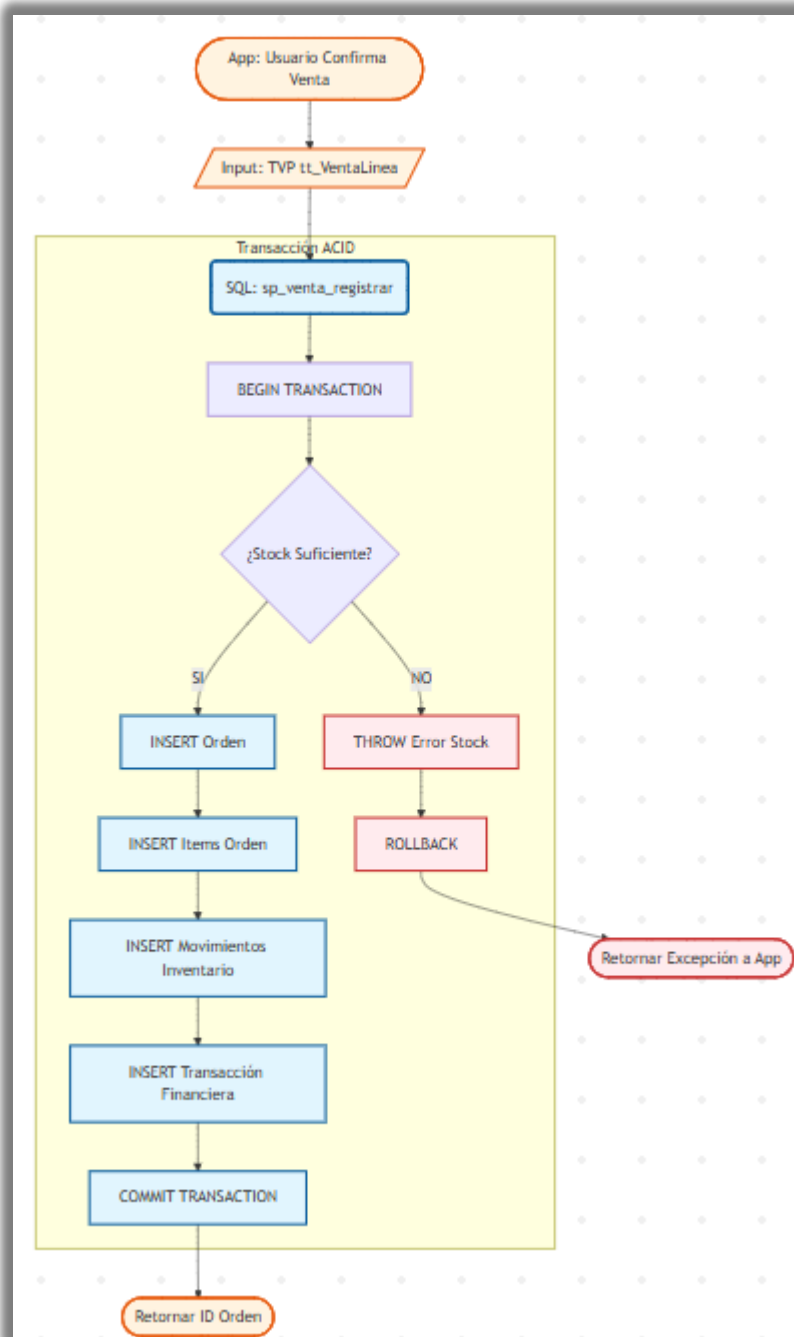 App: Usuario Confirma
Venta
Input: TVP tt_VentaLinea
Transacción ACID
SQL: sp_venta_registrar
BEGIN TRANSACTION
¿Stock Suficiente?
SI
NO
INSERT Orden
THROW Error Stock
INSERT Items Orden
ROLLBACK
INSERT Movimientos
Inventario
Retornar Excepción a App
INSERT Transacción
Financiera
COMMIT TRANSACTION
Retornar ID Orden